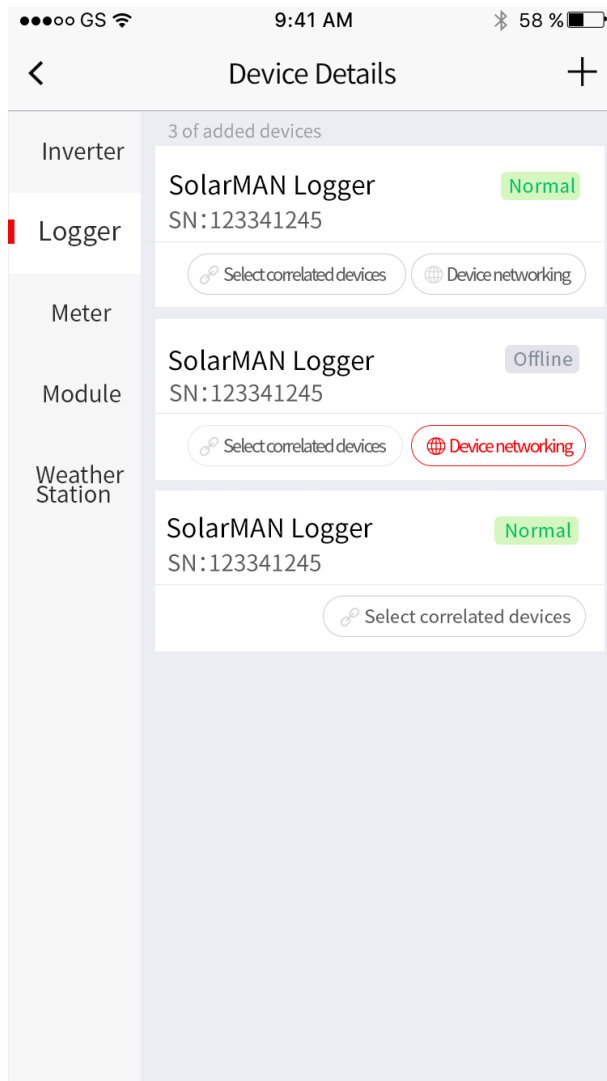 GS 9:41 AM 58 %
Device Details
Inverter
Logger
Meter
Module
Weather
Station
3 of added devices
SolarMAN Logger Normal
SN:123341245
Select correlated devices Device networking
SolarMAN Logger Offline
SN:123341245
Select correlated devices Device networking
SolarMAN Logger Normal
SN:123341245
Select correlated devices